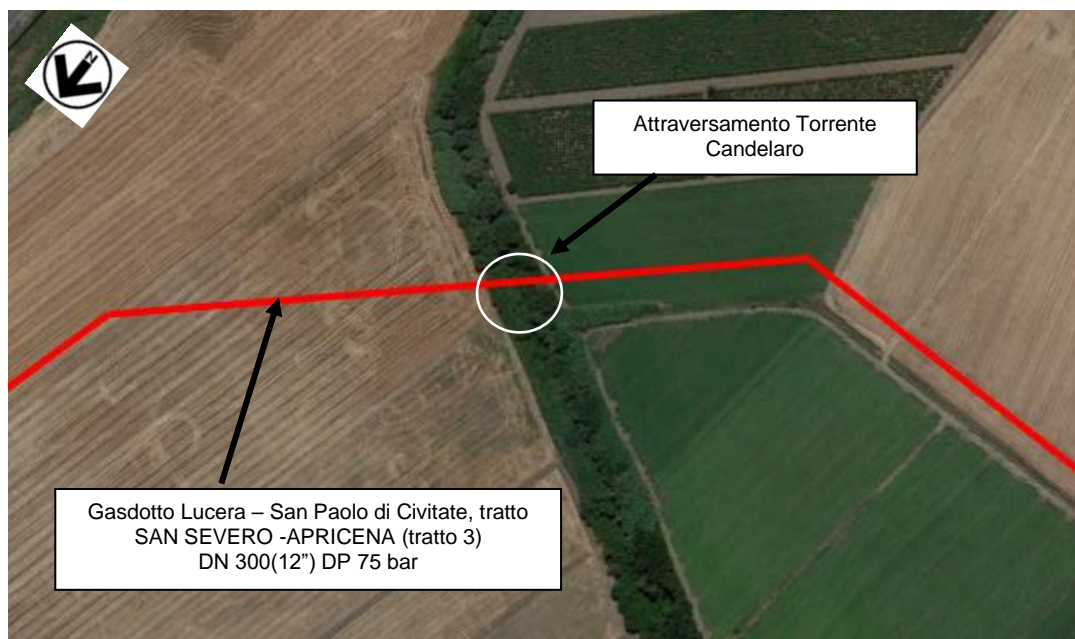 N
Attraversamento Torrente
Candelaro
Gasdotto Lucera – San Paolo di Civitate, tratto
SAN SEVERO -APRICENA (tratto 3)
DN 300(12”) DP 75 bar